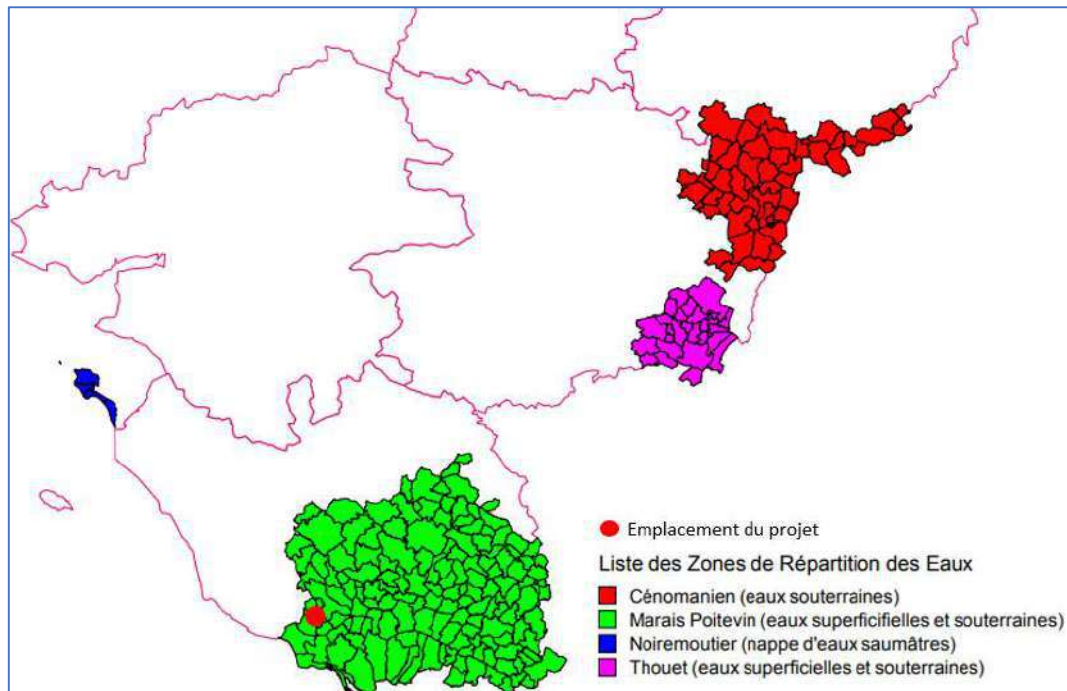 Emplacement du projet
Liste des Zones de Répartition des Eaux
Cénomanien (eaux souterraines)
Marais Poitevin (eaux superficifielles et souterraines)
Noiremoutier (nappe d'eaux saumâtres)
Thouet (eaux superficielles et souterraines)